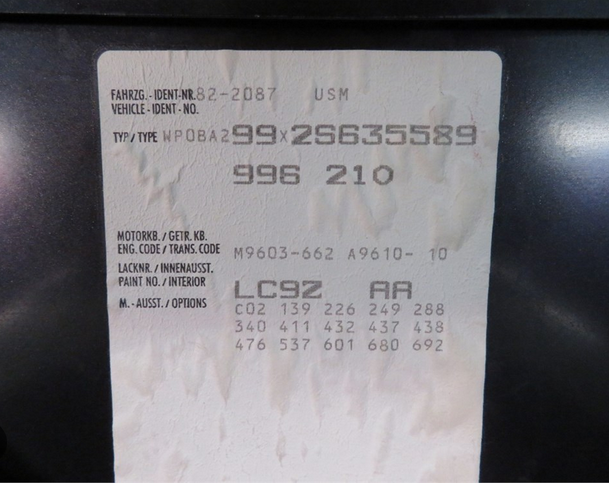 FAHRZG.-IDENT-NR. 82-2087 USM
VEHICLE-IDENT-NO.
TYP/TYPE WP0BA299X2S635589
996 210
MOTORKB./GETR.KB.
ENG.CODE/TRANS.CODE M9603-662 A9610- 10
LACKNR./INNENAUSST.
PAINT NO./INTERIOR LC9Z AA
M.-AUSST./OPTIONS C02 139 226 249 288
340 411 432 437 438
476 537 601 680 692